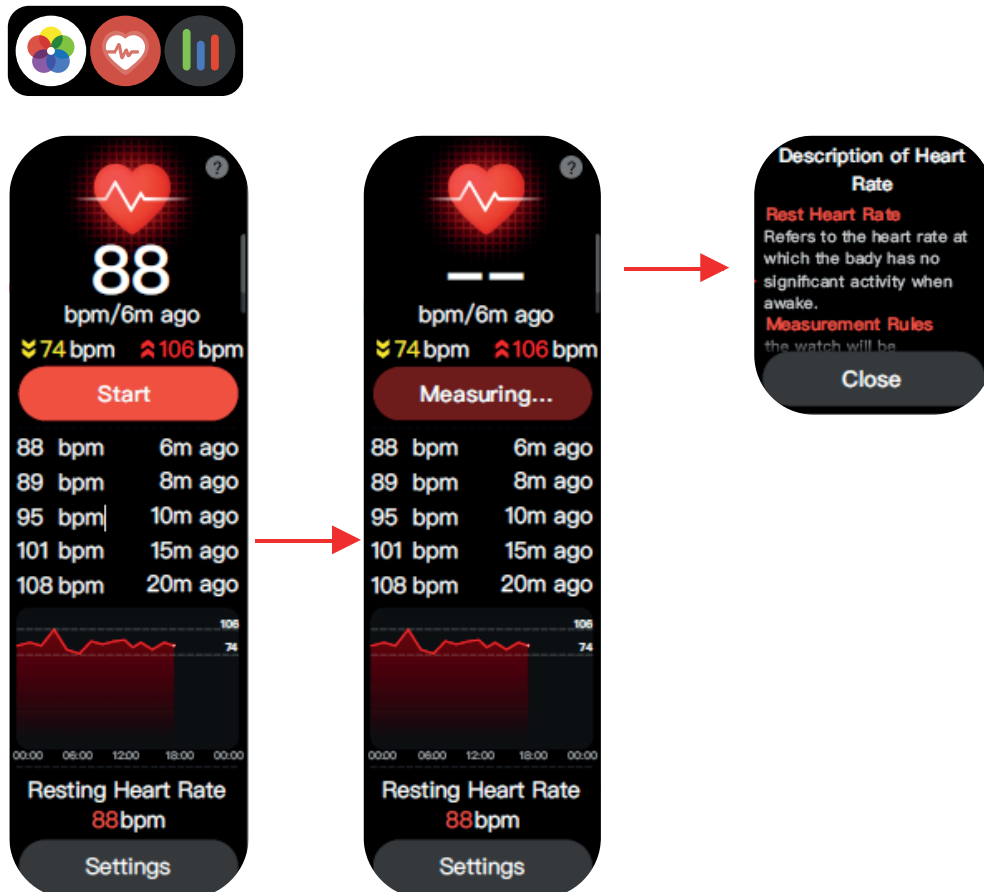 ?
88
bpm/6m ago
74 bpm 106 bpm
Start
88 bpm 6m ago
89 bpm 8m ago
95 bpm 10m ago
101 bpm 15m ago
108 bpm 20m ago
106
74
00:00 06:00 12:00 18:00 00:00
Resting Heart Rate
88bpm
Settings
?
--
bpm/6m ago
74 bpm 106 bpm
Measuring...
88 bpm 6m ago
89 bpm 8m ago
95 bpm 10m ago
101 bpm 15m ago
108 bpm 20m ago
106
74
00:00 06:00 12:00 18:00 00:00
Resting Heart Rate
88bpm
Settings
Description of Heart
Rate
Rest Heart Rate
Refers to the heart rate at
which the bady has no
significant activity when
awake.
Measurement Rules
the watch will be
Close